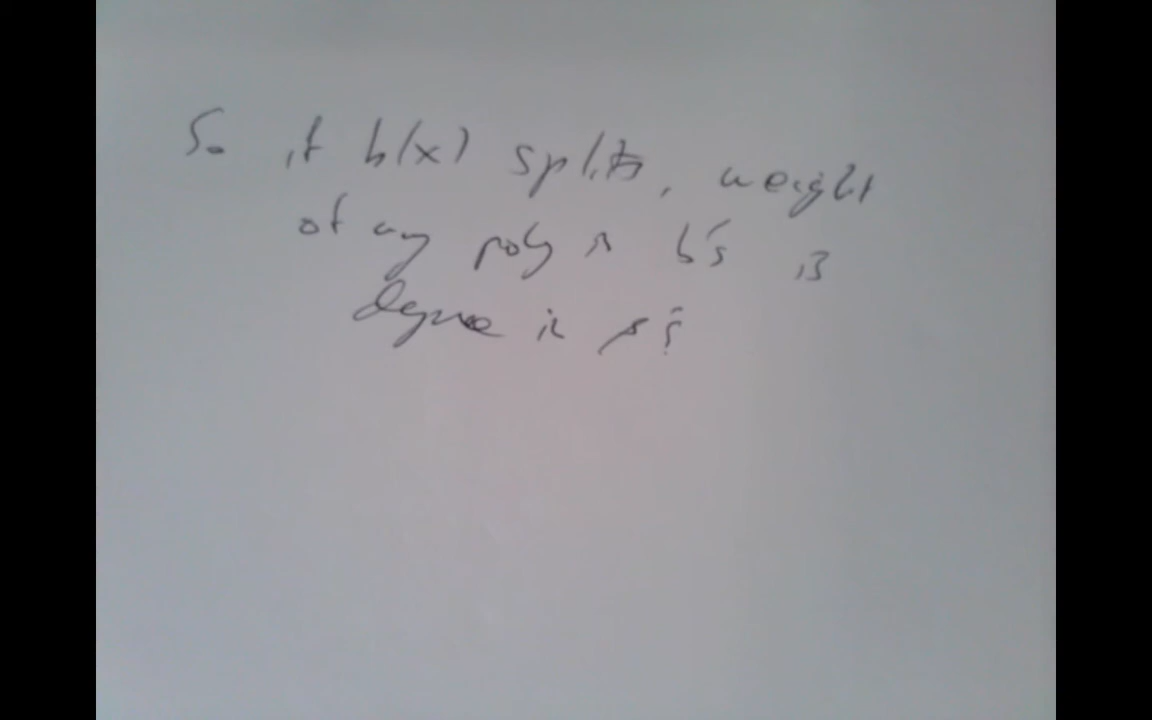 So if b(x) splits, weight
of any poly in b's is
degree in β's